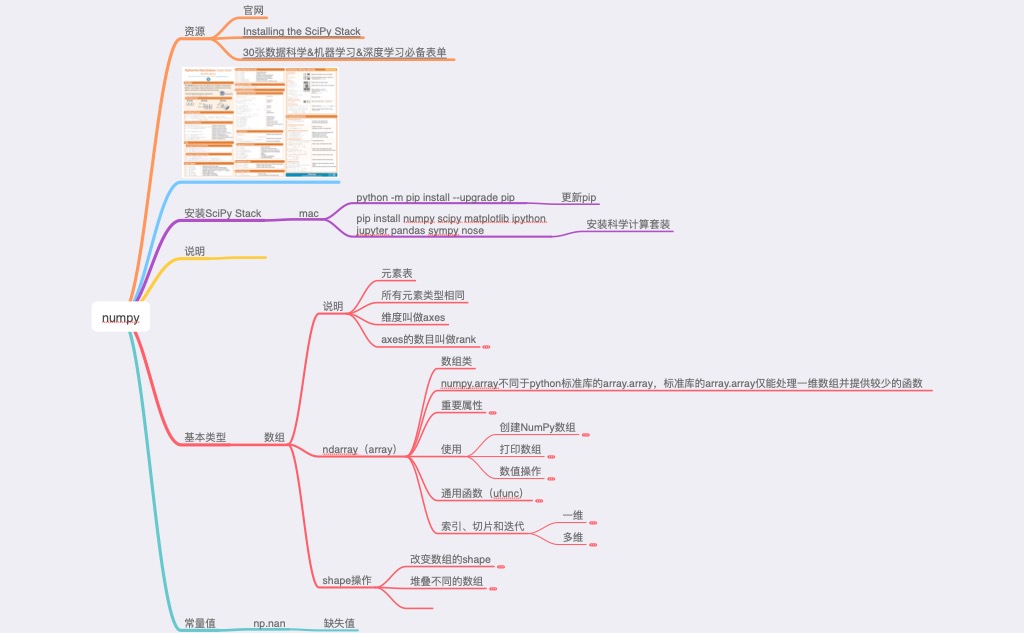 官网
资源
Installing the SciPy Stack
30张数据科学&机器学习&深度学习必备表单
python -m pip install --upgrade pip
更新pip
安装SciPy Stack
mac
pip install numpy scipy matplotlib ipython
jupyter pandas sympy nose
安装科学计算套装
说明
numpy
元素表
所有元素类型相同
说明
维度叫做axes
axes的数目叫做rank
数组类
numpy.array不同于python标准库的array.array，标准库的array.array仅能处理一维数组并提供较少的函数
重要属性
基本类型
数组
创建NumPy数组
ndarray（array）
使用
打印数组
数值操作
通用函数（ufunc）
索引、切片和迭代
一维
多维
改变数组的shape
shape操作
堆叠不同的数组
常量值
np.nan
缺失值